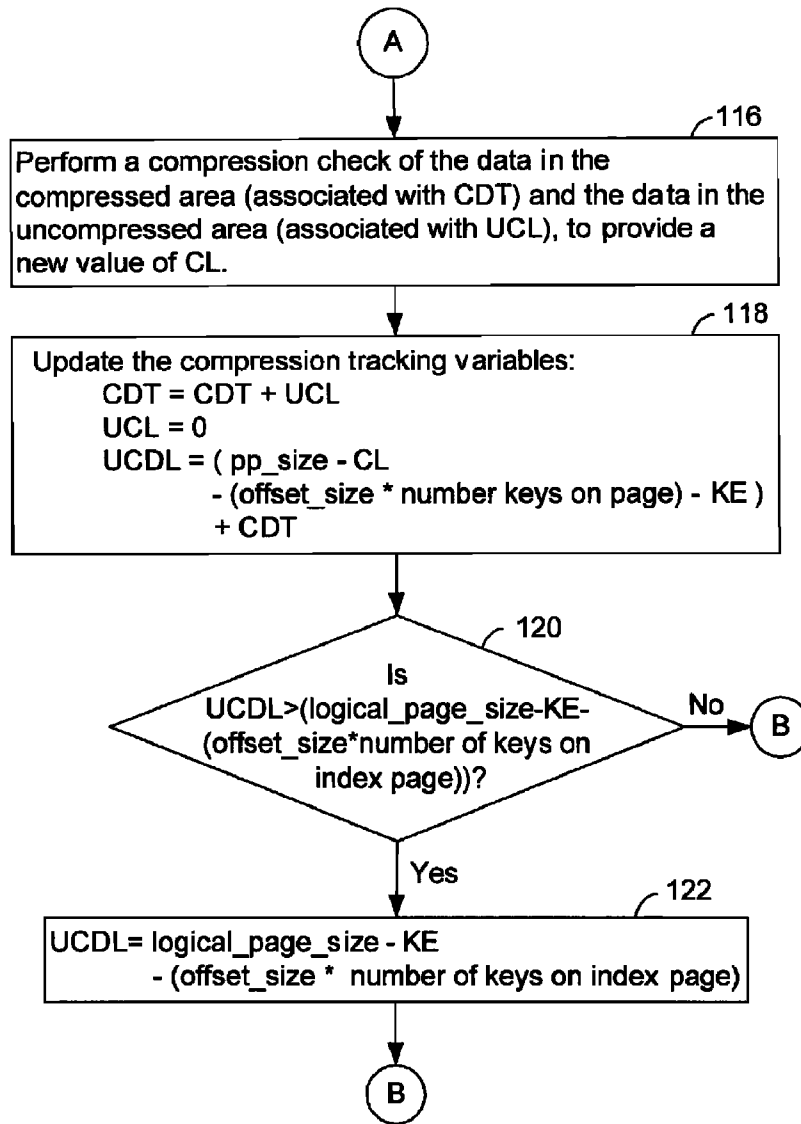 A
116
Perform a compression check of the data in the
compressed area (associated with CDT) and the data in the
uncompressed area (associated with UCL), to provide a
new value of CL.
118
Update the compression tracking variables:
CDT = CDT + UCL
UCL = 0
UCDL = ( pp_size - CL
- (offset_size * number keys on page) - KE )
+ CDT
120
Is
UCDL>(logical_page_size-KE-
(offset_size*number of keys on
index page))?
No
B
Yes
122
UCDL= logical_page_size - KE
- (offset_size * number of keys on index page)
B